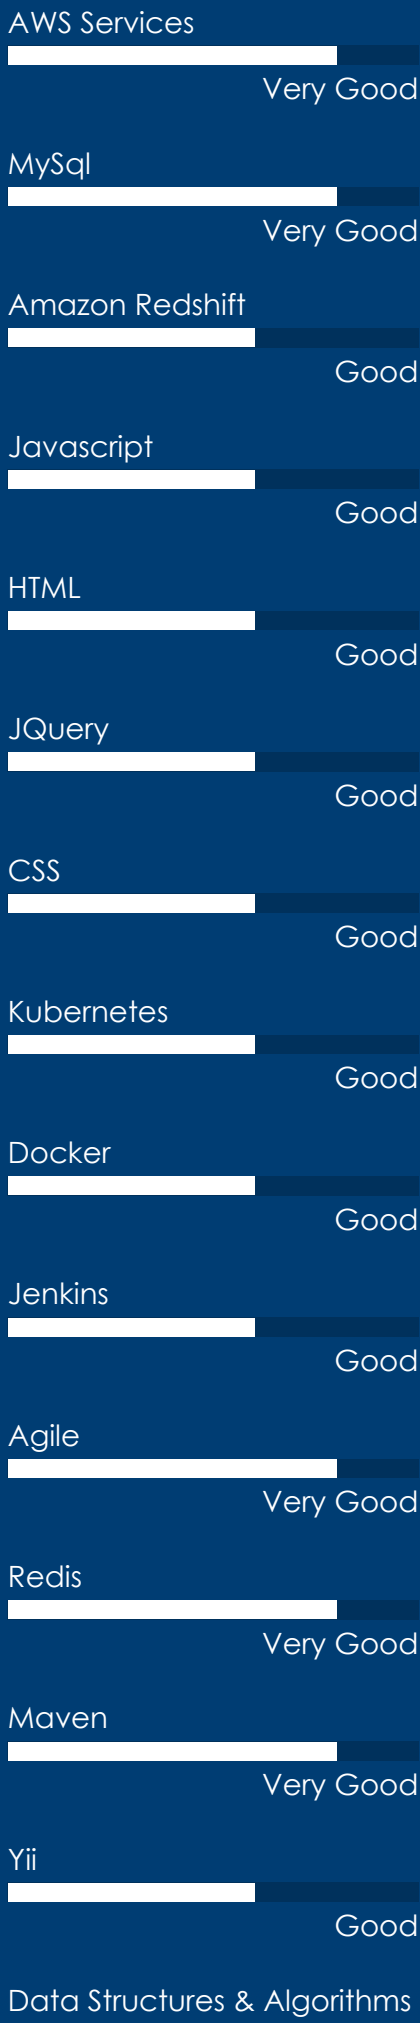 AWS Services
Very Good
MySql
Very Good
Amazon Redshift
Good
Javascript
Good
HTML
Good
JQuery
Good
CSS
Good
Kubernetes
Good
Docker
Good
Jenkins
Good
Agile
Very Good
Redis
Very Good
Maven
Very Good
Yii
Good
Data Structures & Algorithms